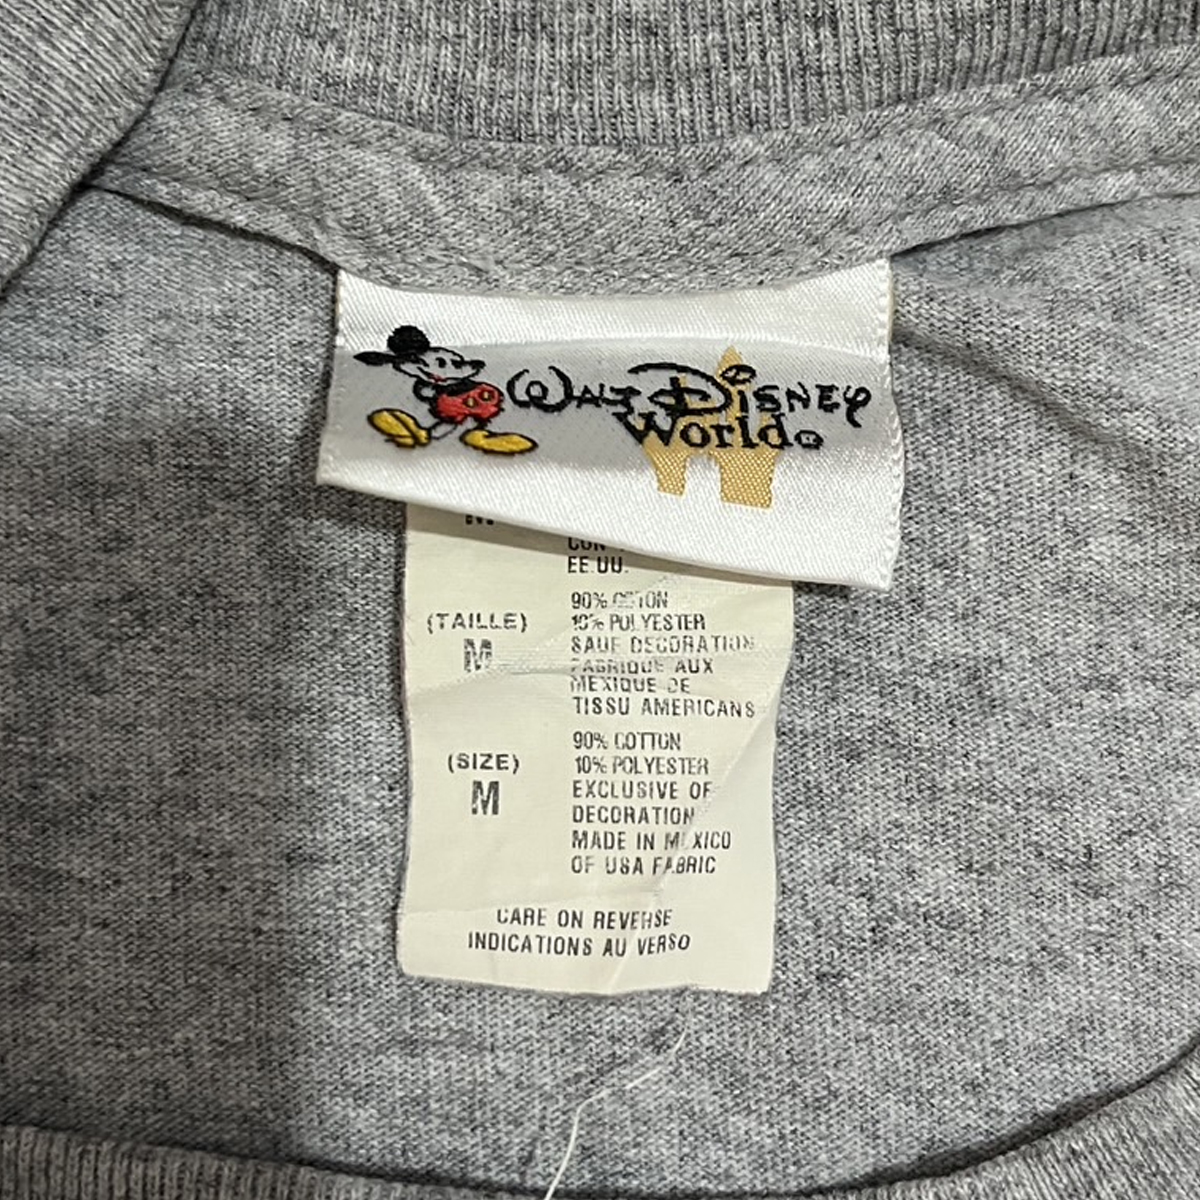 WALT DISNEY
World
EE.UU.
90% COTON
(TAILLE)
10% POLYESTER
M
SAUF DECORATION
FABRIQUE AUX
MEXIQUE DE
TISSU AMERICANS
90% COTTON
(SIZE)
10% POLYESTER
M
EXCLUSIVE OF
DECORATION
MADE IN MEXICO
OF USA FABRIC
CARE ON REVERSE
INDICATIONS AU VERSO